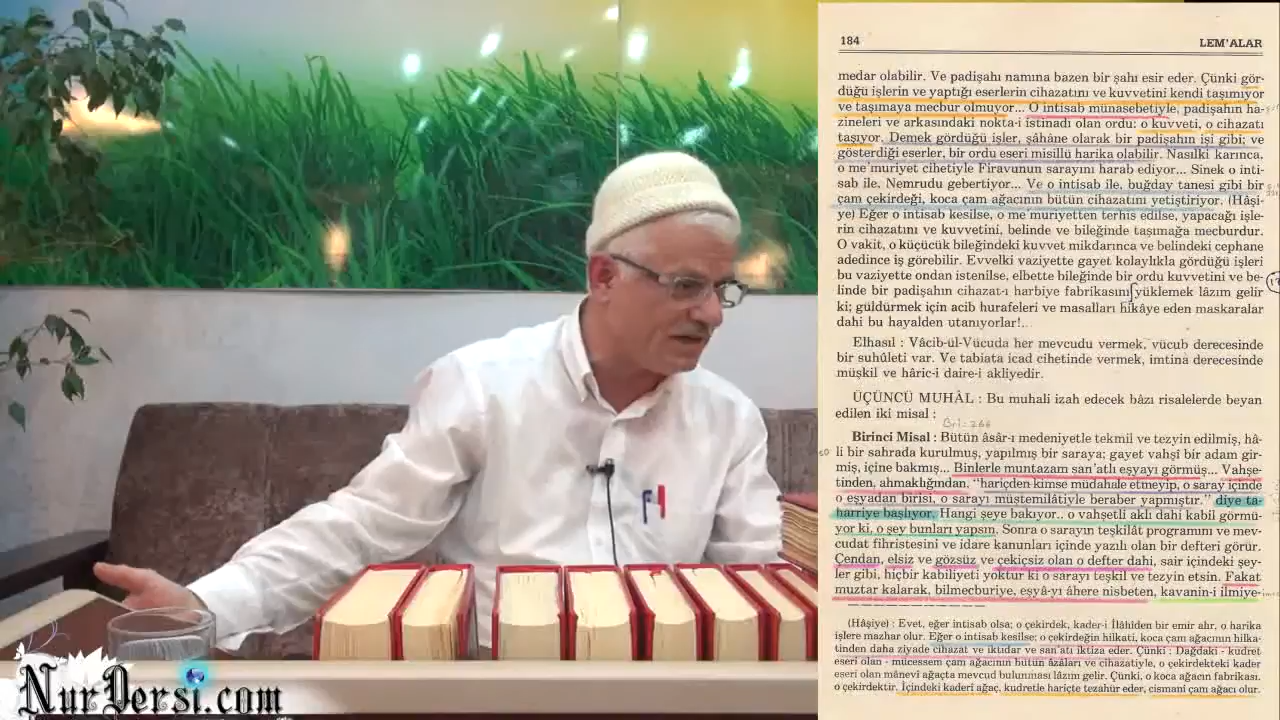 184 LEM'ALAR
medar olabilir. Ve padişahı namına bazen bir şahı esir eder. Çünki gör-
düğü işlerin ve yaptığı eserlerin cihazatını ve kuvvetini kendi taşımıyor
ve taşımaya mecbur olmuyor... O intisab münasebetiyle, padişahın ha-
zineleri ve arkasındaki nokta-i istinadı olan ordu; o kuvveti, o cihazatı
taşıyor. Demek gördüğü işler, şâhâne olarak bir padişahın işi gibi; ve
gösterdiği eserler, bir ordu eseri misillü harika olabilir. Nasılki karınca,
o me'muriyet cihetiyle Firavunun sarayını harab ediyor... Sinek o inti-
sab ile, Nemrudu gebertiyor... Ve o intisab ile, buğday tanesi gibi bir
çam çekirdeği, koca çam ağacının bütün cihazatını yetiştiriyor. (Hâşi-
ye) Eğer o intisab kesilse, o me'muriyetten terhis edilse, yapacağı işle-
rin cihazatını ve kuvvetini, belinde ve bileğinde taşımağa mecburdur.
O vakit, o küçücük bileğindeki kuvvet mikdarınca ve belindeki cephane
adedince iş görebilir. Evvelki vaziyette gayet kolaylıkla gördüğü işleri
bu vaziyette ondan istenilse, elbette bileğinde bir ordu kuvvetini ve be-
linde bir padişahın cihazat-ı harbiye fabrikasını yüklemek lâzım gelir
ki; güldürmek için acib hurafeleri ve masalları hikâye eden maskaralar
dahi bu hayalden utanıyorlar!..
Elhasıl : Vâcib-ül-Vücuda her mevcudu vermek, vücub derecesinde
bir suhûleti var. Ve tabiata icad cihetinde vermek, imtina derecesinde
müşkil ve hâric-i daire-i akliyedir.
ÜÇÜNCÜ MUHÂL : Bu muhali izah edecek bâzı risalelerde beyan
edilen iki misal :
Birinci Misal : Bütün âsâr-ı medeniyetle tekmil ve tezyin edilmiş, hâ-
li bir sahrada kurulmuş, yapılmış bir saraya; gayet vahşî bir adam gir-
miş, içine bakmış... Binlerle muntazam san'atlı eşyayı görmüş... Vahşe-
tinden, ahmaklığından, "hariçden kimse müdahale etmeyip, o saray içinde
o eşyadan birisi, o sarayı müştemilâtiyle beraber yapmıştır." diye ta-
harriye başlıyor. Hangi şeye bakıyor.. o vahşetli aklı dahi kabil görmü-
yor ki, o şey bunları yapsın. Sonra o sarayın teşkilât programını ve mev-
cudat fihristesini ve idare kanunları içinde yazılı olan bir defteri görür.
Çendan, elsiz ve gözsüz ve çekiçsiz olan o defter dahi, sair içindeki şey-
ler gibi, hiçbir kabiliyeti yoktur ki o sarayı teşkil ve tezyin etsin. Fakat
muztar kalarak, bilmecburiye, eşyâ-yı âhere nisbeten, kavanin-i ilmiye-
(Hâşiye) : Evet, eğer intisab olsa; o çekirdek, kader-i İlâhîden bir emir alır, o harika
işlere mazhar olur. Eğer o intisab kesilse; o çekirdeğin hilkati, koca çam ağacının hilka-
tinden daha ziyade cihazat ve iktidar ve san'atı iktiza eder. Çünki : Dağdaki - kudret
eseri olan - mücessem çam ağacının bütün âzâları ve cihazatiyle, o çekirdekteki kader
eseri olan mânevî ağaçta mevcud bulunması lâzım gelir. Çünki, o koca ağacın fabrikası,
o çekirdektir. İçindeki kaderî ağaç, kudretle hariçte tezahür eder, cismanî çam ağacı olur.
NurDersi.com